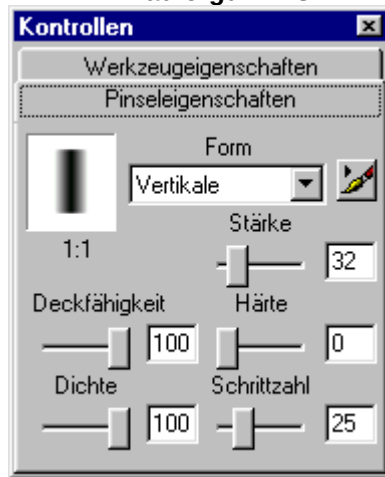 Kontrollen
Werkzeugeigenschaften
Pinseleigenschaften
Form
Vertikale
1:1
Stärke
32
Deckfähigkeit Härte
100 0
Dichte Schrittzahl
100 25